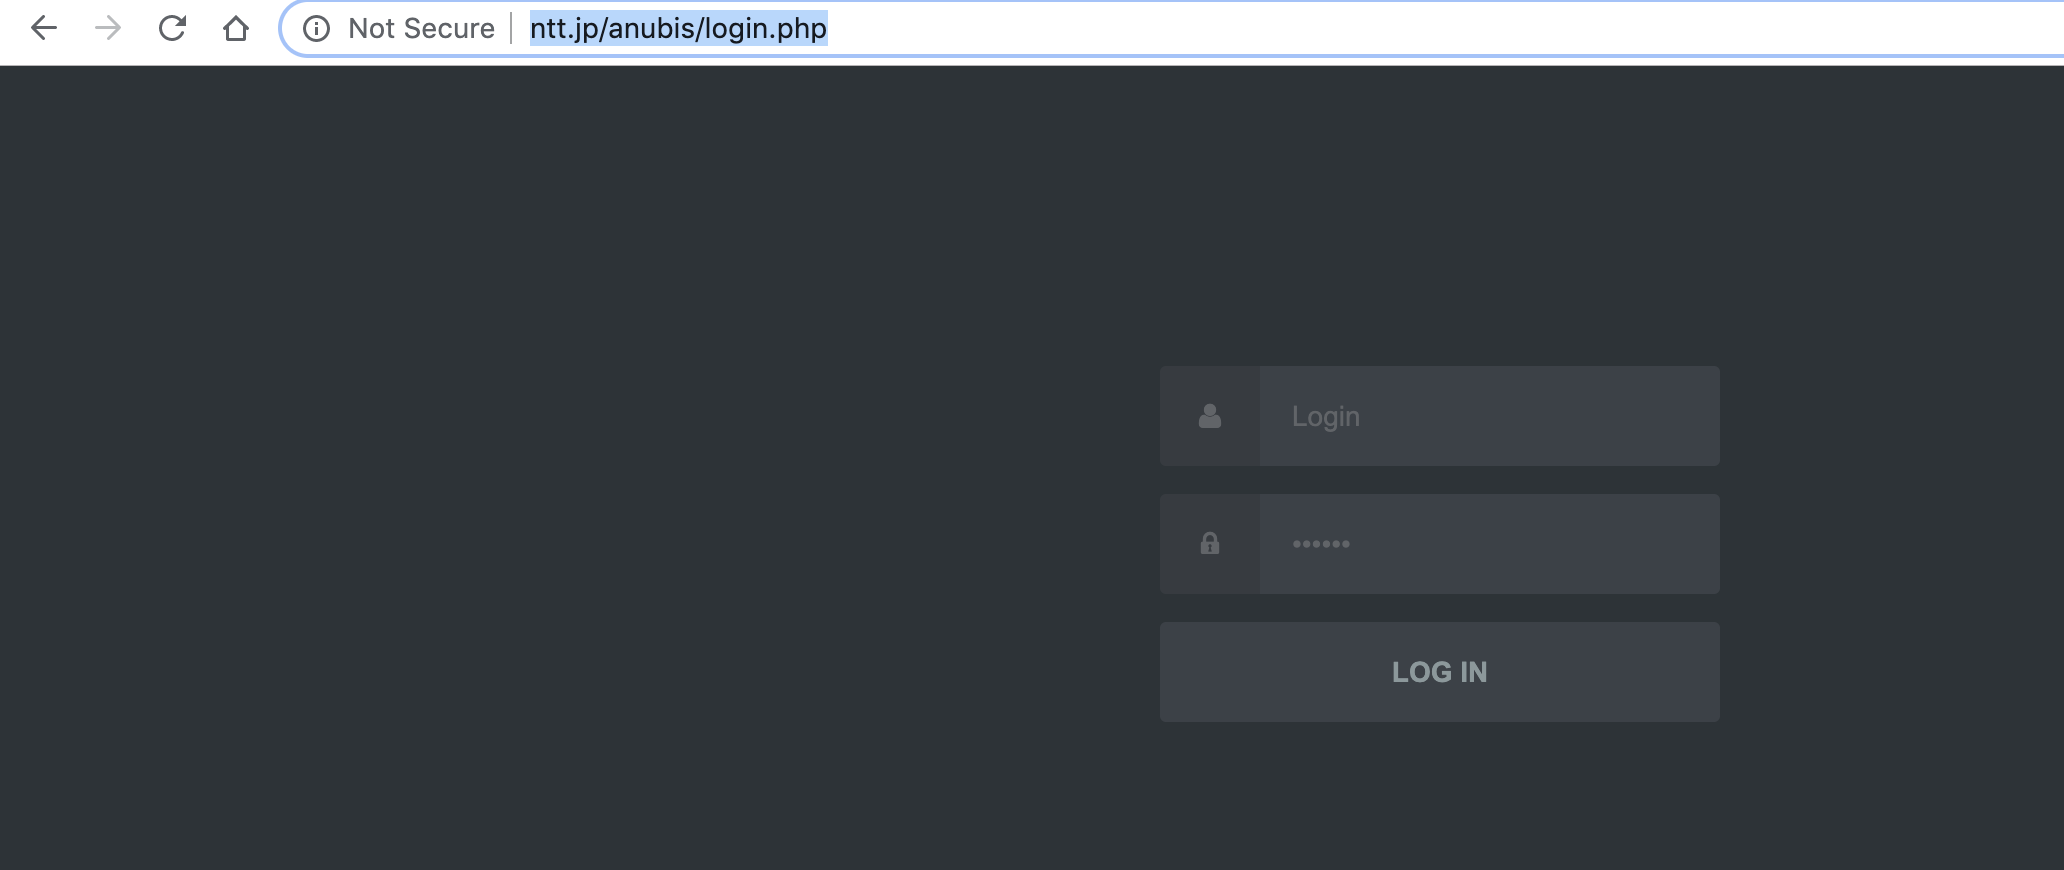 Not Secure | ntt.jp/anubis/login.php
Login
••••••
LOG IN